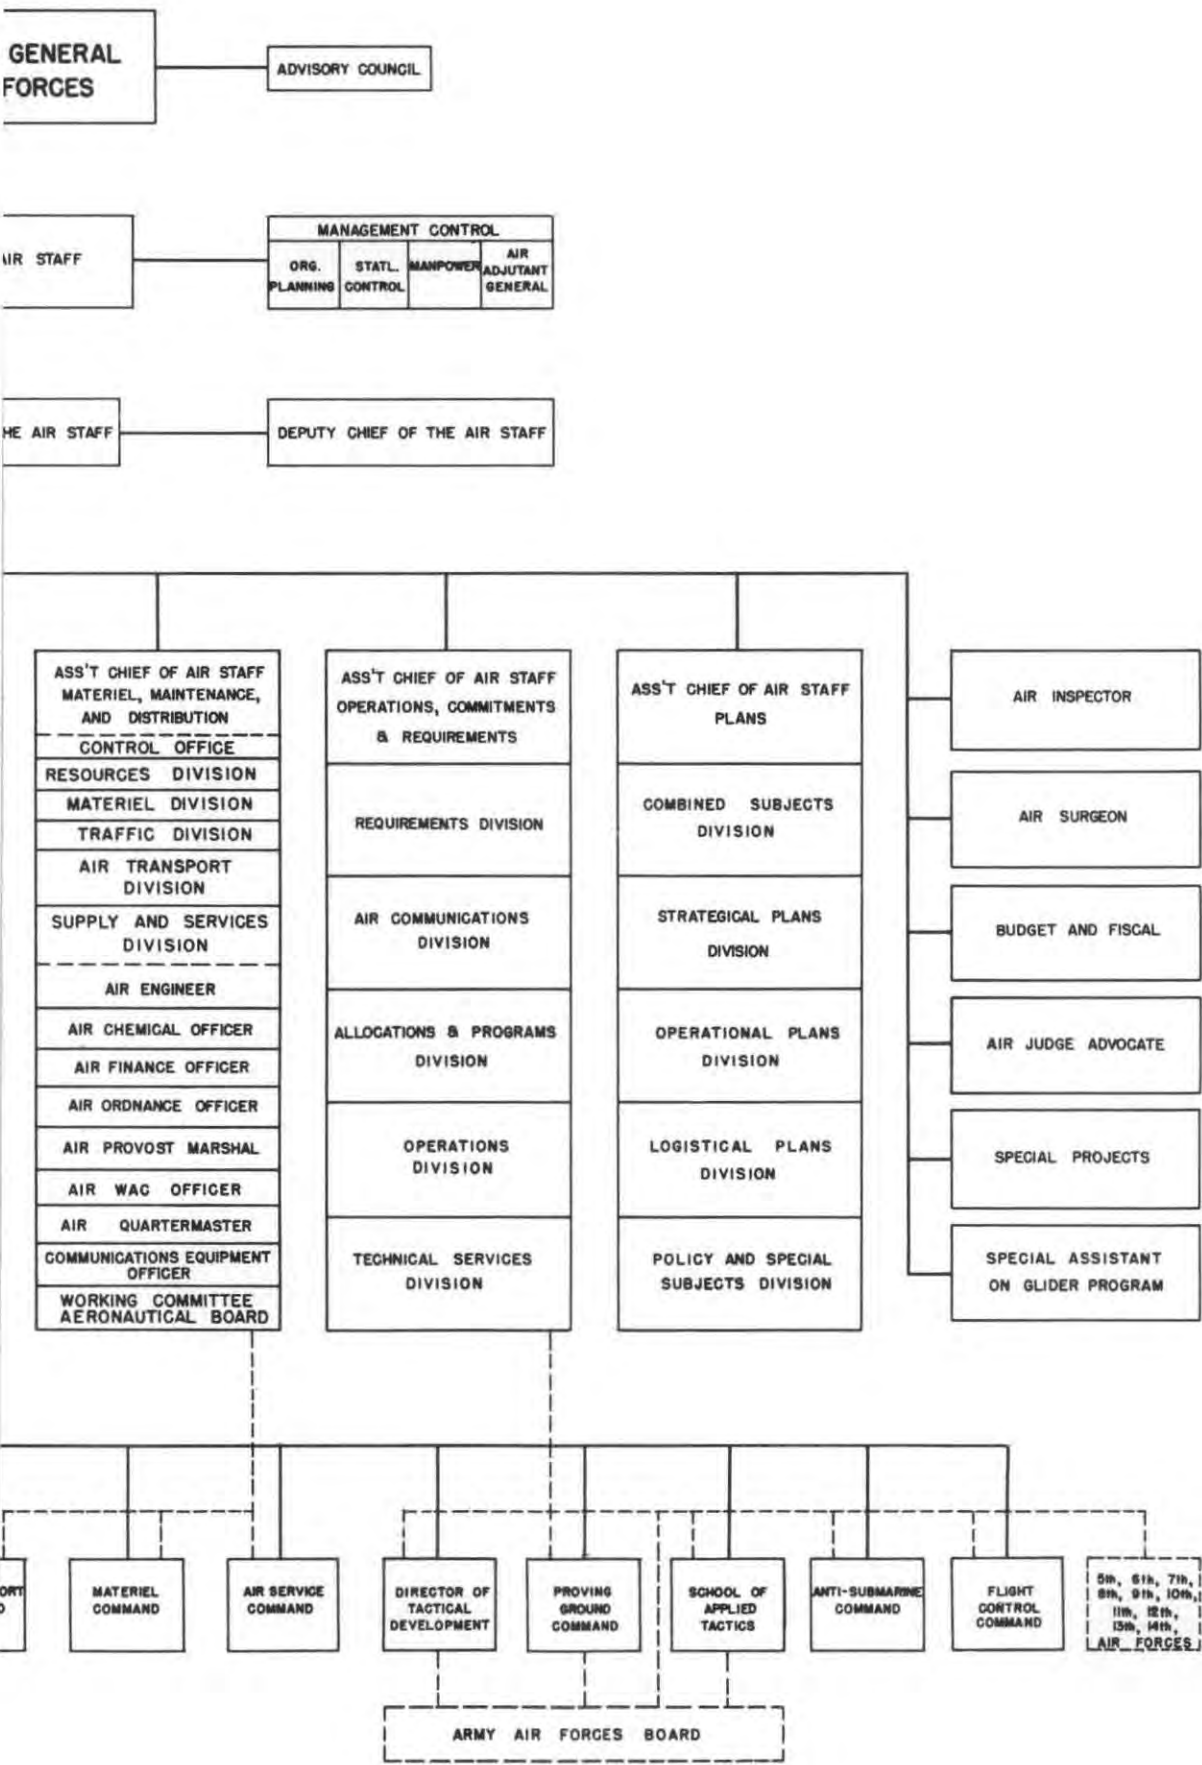 GENERAL
FORCES
ADVISORY COUNCIL
AIR STAFF
MANAGEMENT CONTROL
ORG.
PLANNING
STATL.
CONTROL
MANPOWER
AIR
ADJUTANT
GENERAL
HE AIR STAFF
DEPUTY CHIEF OF THE AIR STAFF
ASS'T CHIEF OF AIR STAFF
MATERIEL, MAINTENANCE,
AND DISTRIBUTION
CONTROL OFFICE
RESOURCES DIVISION
MATERIEL DIVISION
TRAFFIC DIVISION
AIR TRANSPORT
DIVISION
SUPPLY AND SERVICES
DIVISION
AIR ENGINEER
AIR CHEMICAL OFFICER
AIR FINANCE OFFICER
AIR ORDNANCE OFFICER
AIR PROVOST MARSHAL
AIR WAC OFFICER
AIR QUARTERMASTER
COMMUNICATIONS EQUIPMENT
OFFICER
WORKING COMMITTEE
AERONAUTICAL BOARD
ASS'T CHIEF OF AIR STAFF
OPERATIONS, COMMITMENTS
& REQUIREMENTS
REQUIREMENTS DIVISION
AIR COMMUNICATIONS
DIVISION
ALLOCATIONS & PROGRAMS
DIVISION
OPERATIONS
DIVISION
TECHNICAL SERVICES
DIVISION
ASS'T CHIEF OF AIR STAFF
PLANS
COMBINED SUBJECTS
DIVISION
STRATEGICAL PLANS
DIVISION
OPERATIONAL PLANS
DIVISION
LOGISTICAL PLANS
DIVISION
POLICY AND SPECIAL
SUBJECTS DIVISION
AIR INSPECTOR
AIR SURGEON
BUDGET AND FISCAL
AIR JUDGE ADVOCATE
SPECIAL PROJECTS
SPECIAL ASSISTANT
ON GLIDER PROGRAM
ORT
D
MATERIEL
COMMAND
AIR SERVICE
COMMAND
DIRECTOR OF
TACTICAL
DEVELOPMENT
PROVING
GROUND
COMMAND
SCHOOL OF
APPLIED
TACTICS
ANTI-SUBMARINE
COMMAND
FLIGHT
CONTROL
COMMAND
5th, 6th, 7th,
8th, 9th, 10th,
11th, 12th,
13th, 14th,
AIR FORCES
ARMY AIR FORCES BOARD